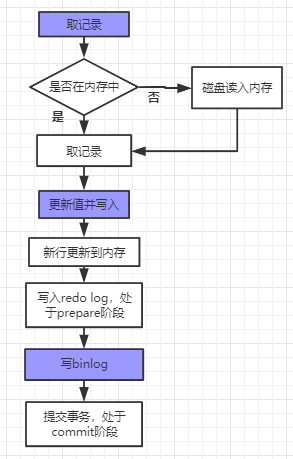 取记录
是否在内存中
否
磁盘读入内存
是
取记录
更新值并写入
新行更新到内存
写入redo log，处
于prepare阶段
写binlog
提交事务，处于
commit阶段